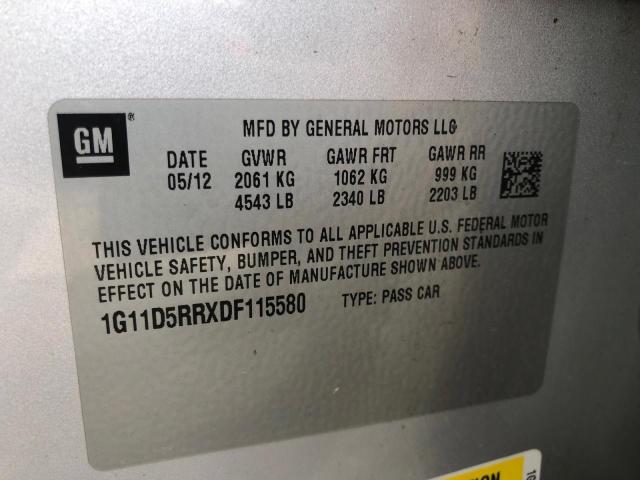 GM®
MFD BY GENERAL MOTORS LLC
DATE GVWR GAWR FRT GAWR RR
05/12 2061 KG 1062 KG 999 KG
4543 LB 2340 LB 2203 LB
THIS VEHICLE CONFORMS TO ALL APPLICABLE U.S. FEDERAL MOTOR
VEHICLE SAFETY, BUMPER, AND THEFT PREVENTION STANDARDS IN
EFFECT ON THE DATE OF MANUFACTURE SHOWN ABOVE.
1G11D5RRXDF115580 TYPE: PASS CAR